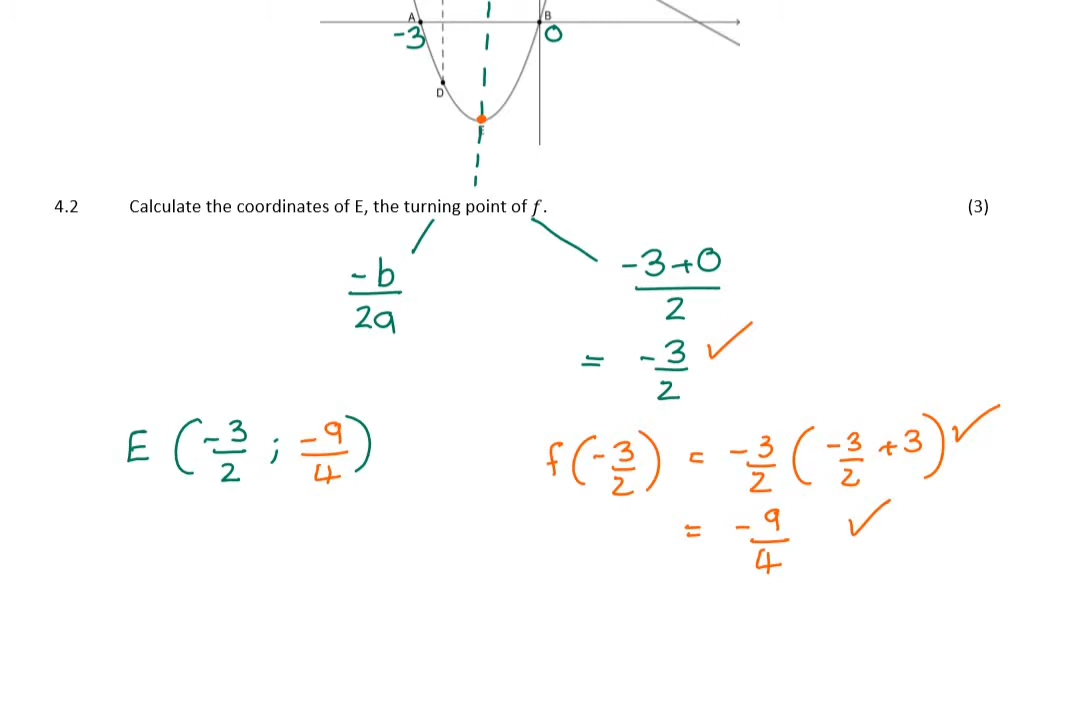 A B
-3 0
D
E
4.2 Calculate the coordinates of E, the turning point of f. (3)
-b/2a
-3+0/2
= -3/2 ✓
E (-3/2 ; -9/4)
f(-3/2) = -3/2 (-3/2 +3) ✓
= -9/4 ✓